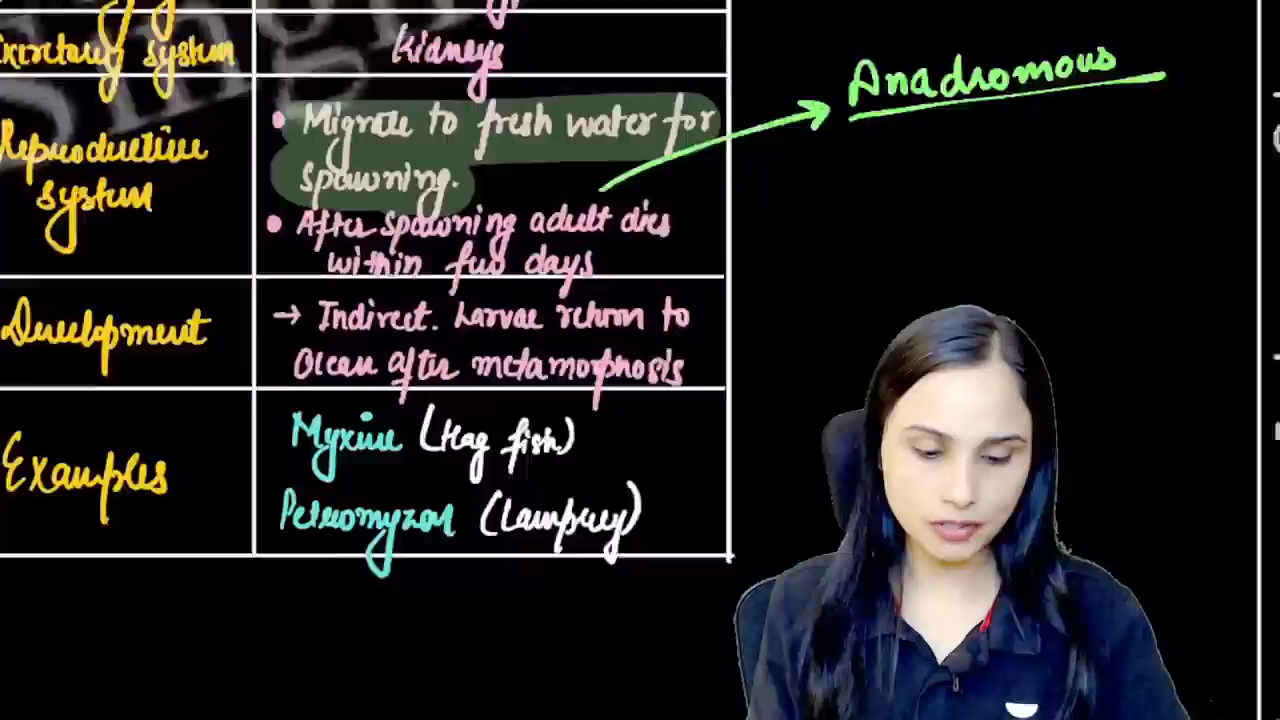 Excretory system
Kidneys
Anadromous
Reproductive
system
• Migrate to fresh water for
spawning.
• After spawning adult dies
within few days
Development
→ Indirect. Larvae return to
Ocean after metamorphosis
Examples
Myxine (Hag fish)
Petromyzon (Lamprey)